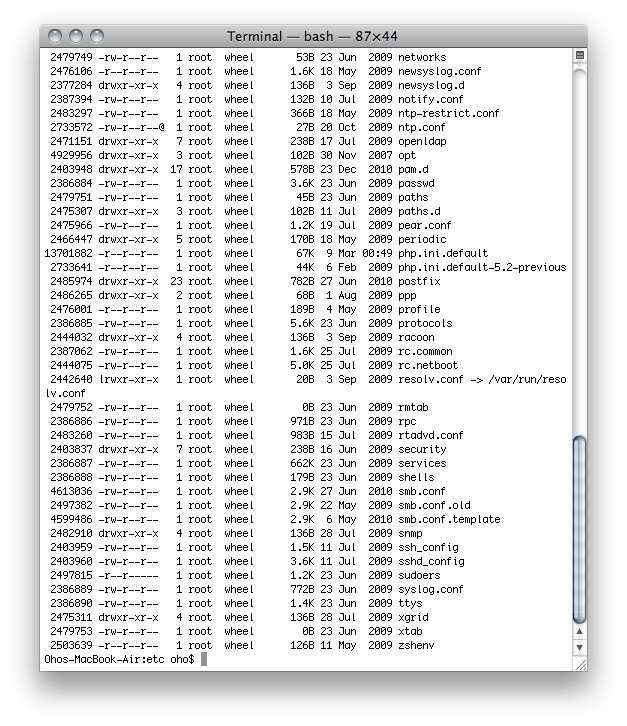 Terminal — bash — 87×44
2479749 -rw-r--r--   1 root  wheel       53B 23 Jun  2009 networks
2476106 -rw-r--r--   1 root  wheel      1.6K 18 May  2009 newsyslog.conf
2377284 drwxr-xr-x   4 root  wheel      136B  3 Sep  2009 newsyslog.d
2387394 -rw-r--r--   1 root  wheel      132B 10 Jul  2009 notify.conf
2483297 -rw-r--r--   1 root  wheel      366B 18 May  2009 ntp-restrict.conf
2733572 -rw-r--r--@  1 root  wheel       27B 20 Oct  2009 ntp.conf
2471151 drwxr-xr-x   7 root  wheel      238B 17 Jul  2009 openldap
4929956 drwxr-xr-x   3 root  wheel      102B 30 Nov  2007 opt
2403948 drwxr-xr-x  17 root  wheel      578B 23 Dec  2010 pam.d
2386884 -rw-r--r--   1 root  wheel      3.6K 23 Jun  2009 passwd
2479751 -rw-r--r--   1 root  wheel       45B 23 Jun  2009 paths
2475307 drwxr-xr-x   3 root  wheel      102B 11 Jul  2009 paths.d
2475966 -rw-r--r--   1 root  wheel      1.2K 19 Jul  2009 pear.conf
2466447 drwxr-xr-x   5 root  wheel      170B 18 May  2009 periodic
13701882 -r--r--r--   1 root  wheel       67K  9 Mar 00:49 php.ini.default
2733641 -r--r--r--   1 root  wheel       44K  6 Feb  2009 php.ini.default-5.2-previous
2485974 drwxr-xr-x  23 root  wheel      782B 27 Jun  2010 postfix
2486265 drwxr-xr-x   2 root  wheel       68B  1 Aug  2009 ppp
2476001 -r--r--r--   1 root  wheel      189B  4 May  2009 profile
2386885 -rw-r--r--   1 root  wheel      5.6K 23 Jun  2009 protocols
2444032 drwxr-xr-x   4 root  wheel      136B  3 Sep  2009 racoon
2387062 -rw-r--r--   1 root  wheel      1.6K 25 Jul  2009 rc.common
2444075 -rw-r--r--   1 root  wheel      5.0K 25 Jul  2009 rc.netboot
2442640 lrwxr-xr-x   1 root  wheel       20B  3 Sep  2009 resolv.conf -> /var/run/reso
lv.conf
2479752 -rw-r--r--   1 root  wheel        0B 23 Jun  2009 rmtab
2386886 -rw-r--r--   1 root  wheel      971B 23 Jun  2009 rpc
2483260 -rw-r--r--   1 root  wheel      983B 15 Jul  2009 rtadvd.conf
2403837 drwxr-xr-x   7 root  wheel      238B 16 Jun  2009 security
2386887 -rw-r--r--   1 root  wheel      662K 23 Jun  2009 services
2386888 -rw-r--r--   1 root  wheel      179B 23 Jun  2009 shells
4613036 -rw-r--r--   1 root  wheel      2.9K 27 Jun  2010 smb.conf
2497382 -rw-r--r--   1 root  wheel      2.9K 22 May  2009 smb.conf.old
4599486 -rw-r--r--   1 root  wheel      2.9K  6 May  2010 smb.conf.template
2482910 drwxr-xr-x   4 root  wheel      136B 28 Jul  2009 snmp
2403959 -rw-r--r--   1 root  wheel      1.5K 11 Jul  2009 ssh_config
2403960 -rw-r--r--   1 root  wheel      3.6K 11 Jul  2009 sshd_config
2497815 -r--r-----   1 root  wheel      1.2K 23 Jun  2009 sudoers
2386889 -rw-r--r--   1 root  wheel      772B 23 Jun  2009 syslog.conf
2386890 -rw-r--r--   1 root  wheel      1.4K 23 Jun  2009 ttys
2475311 drwxr-xr-x   4 root  wheel      136B 28 Jul  2009 xgrid
2479753 -rw-r--r--   1 root  wheel        0B 23 Jun  2009 xtab
2503639 -r--r--r--   1 root  wheel      126B 11 May  2009 zshenv
Ohos-MacBook-Air:etc oho$